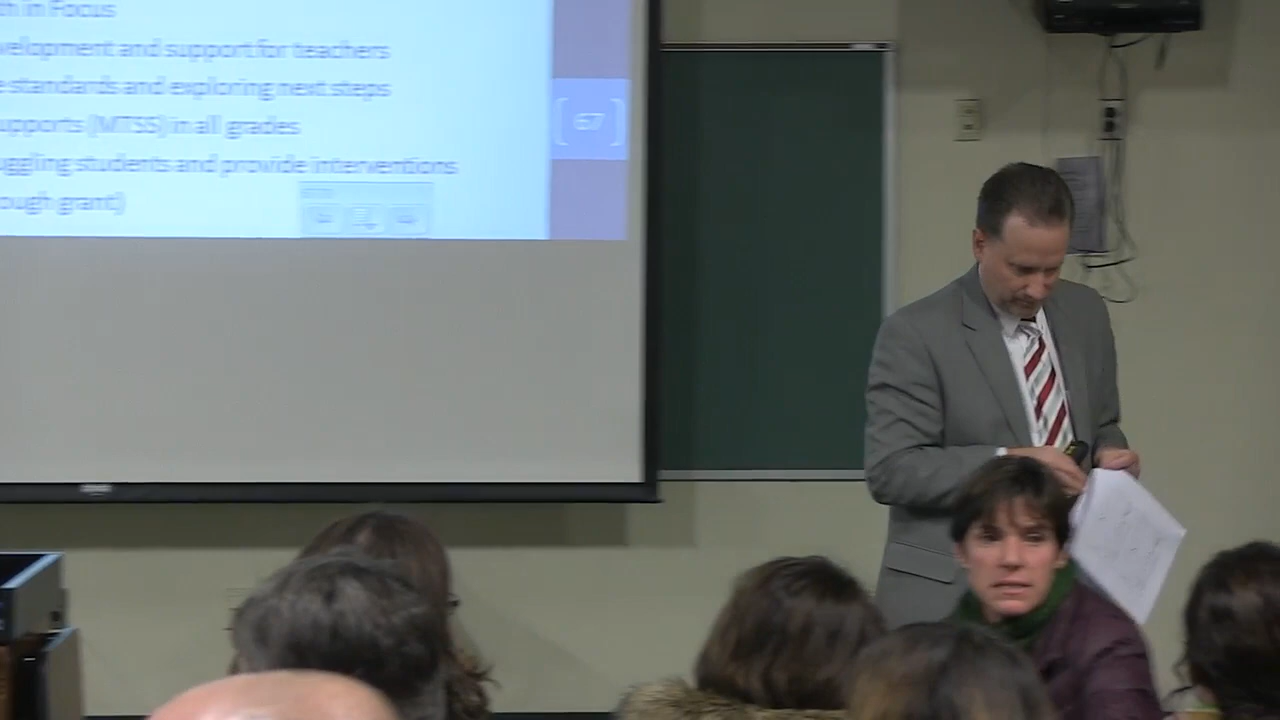 th in Focus
velopment and support for teachers
e standards and exploring next steps
upports (MTSS) in all grades
67
uggling students and provide interventions
ough grant)